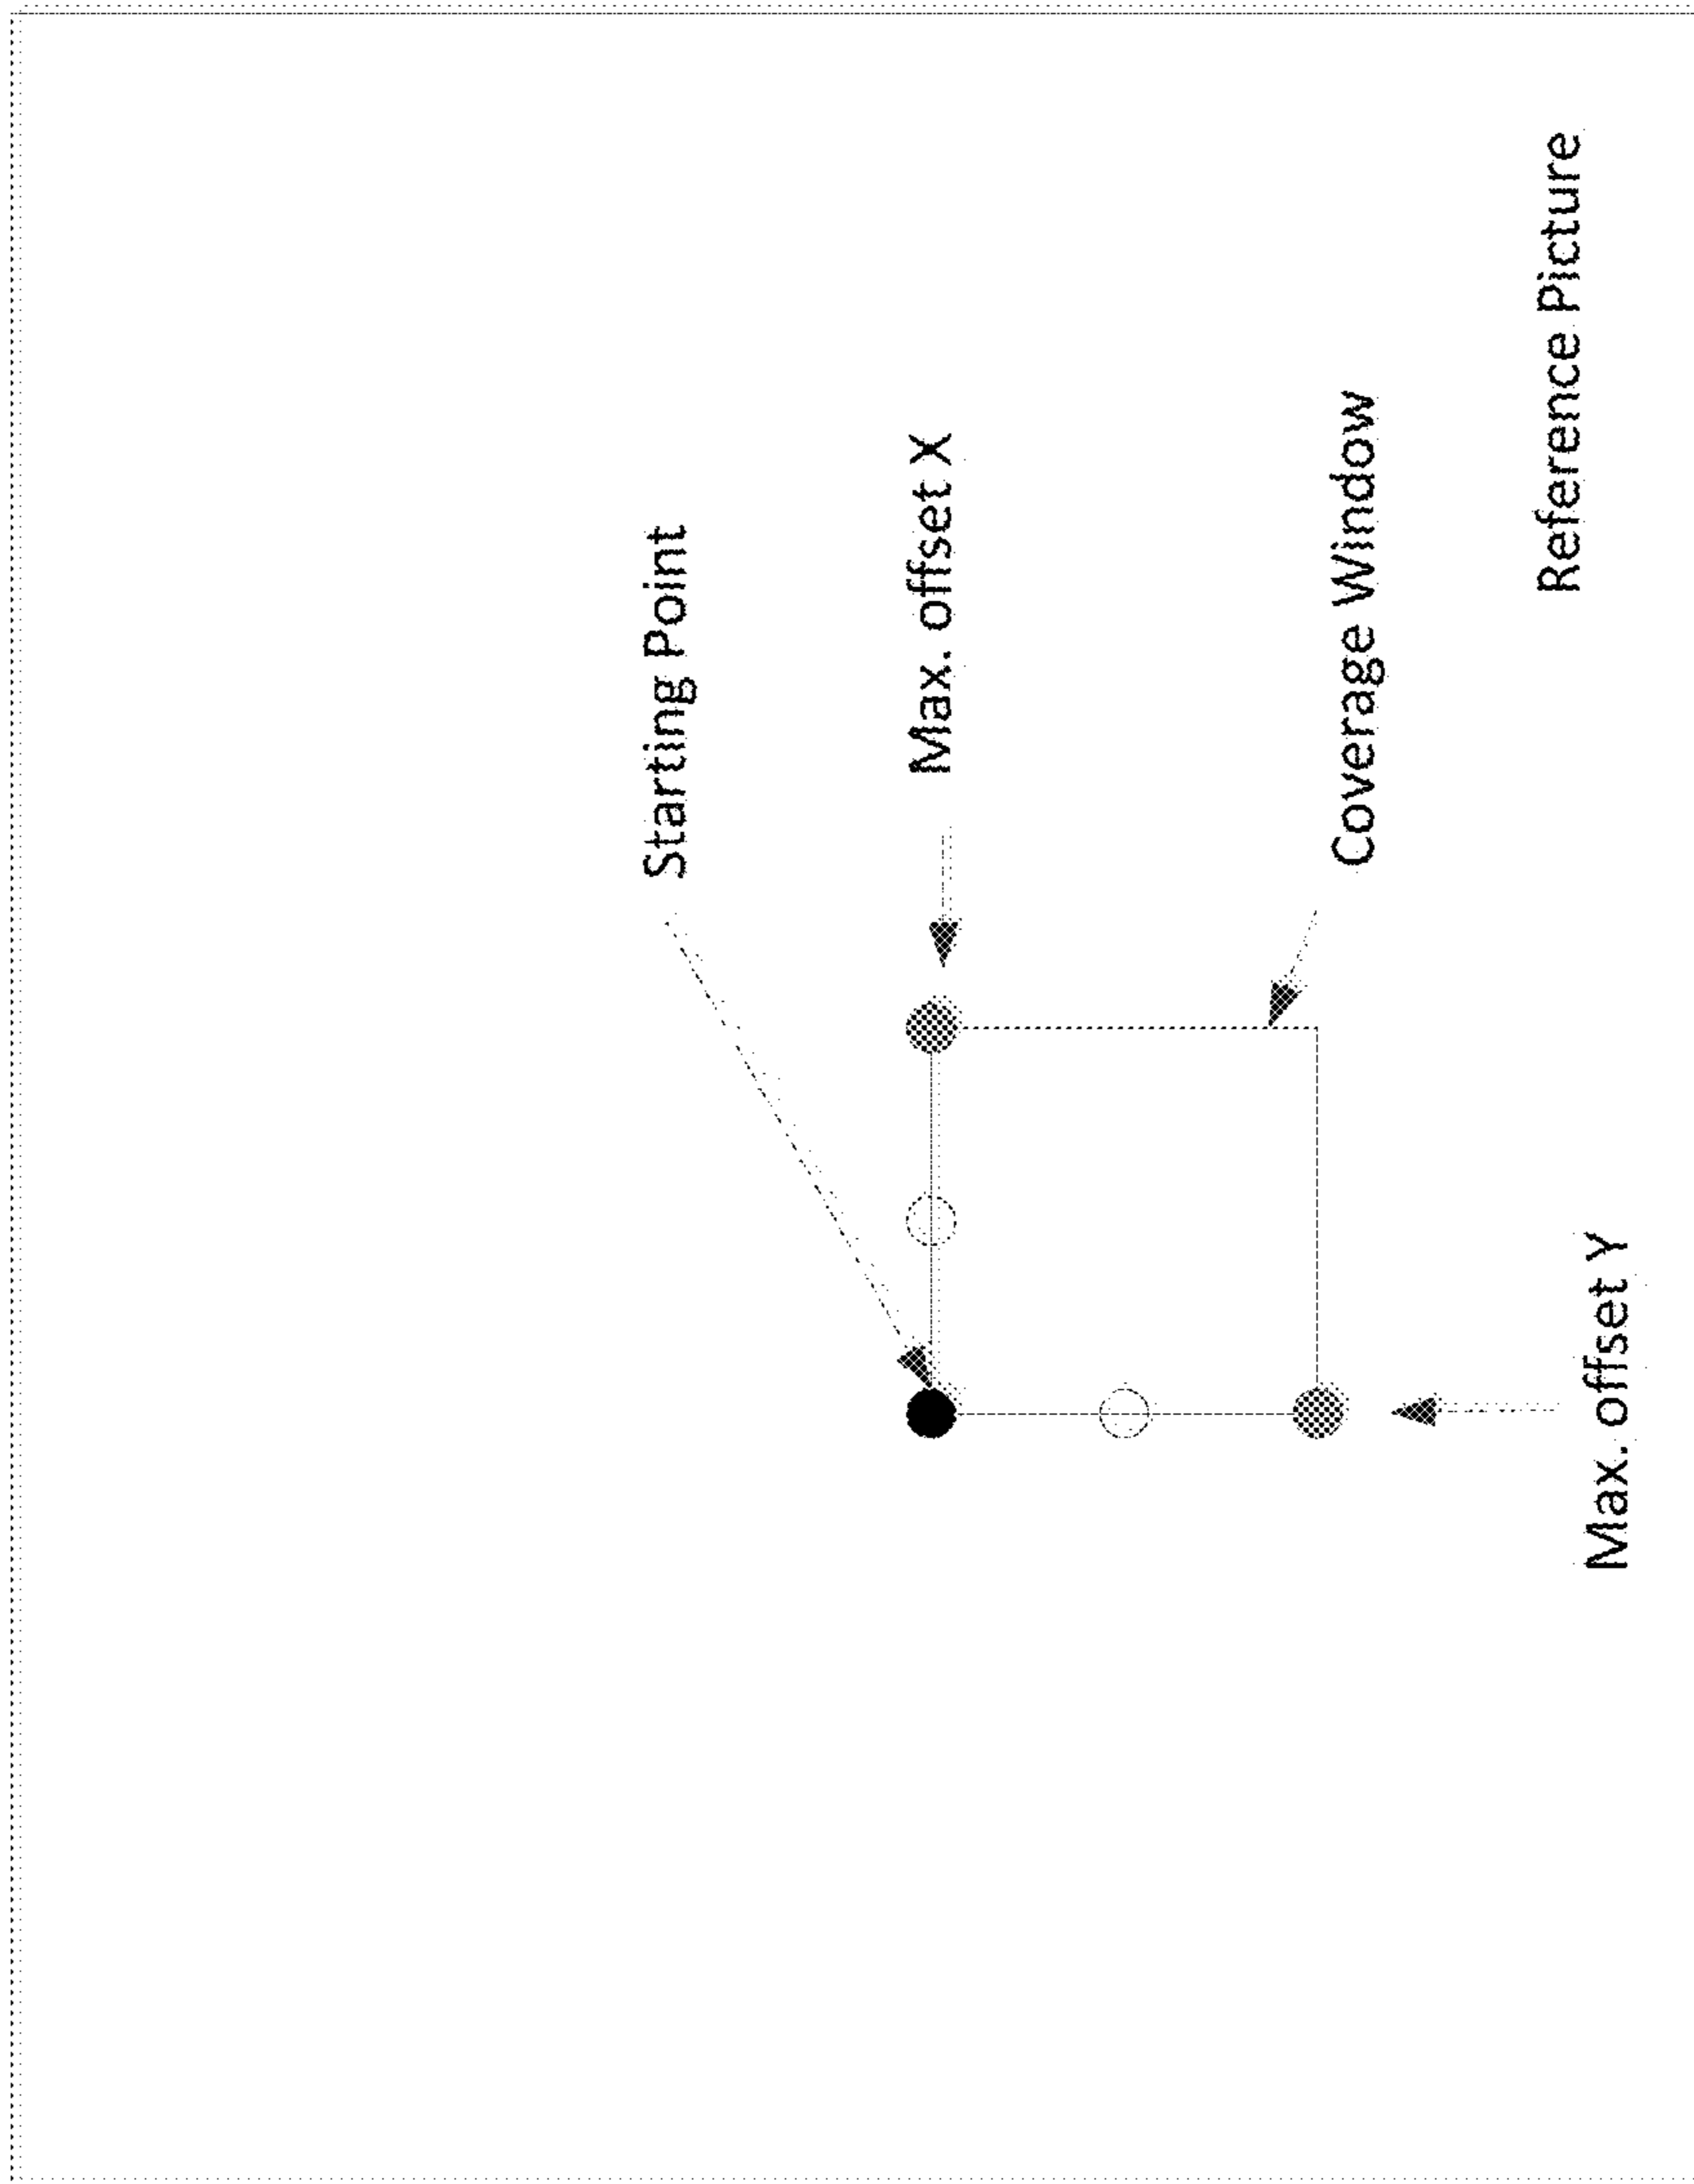 Starting Point
Max. offset X
Coverage Window
Max. offset Y
Reference Picture